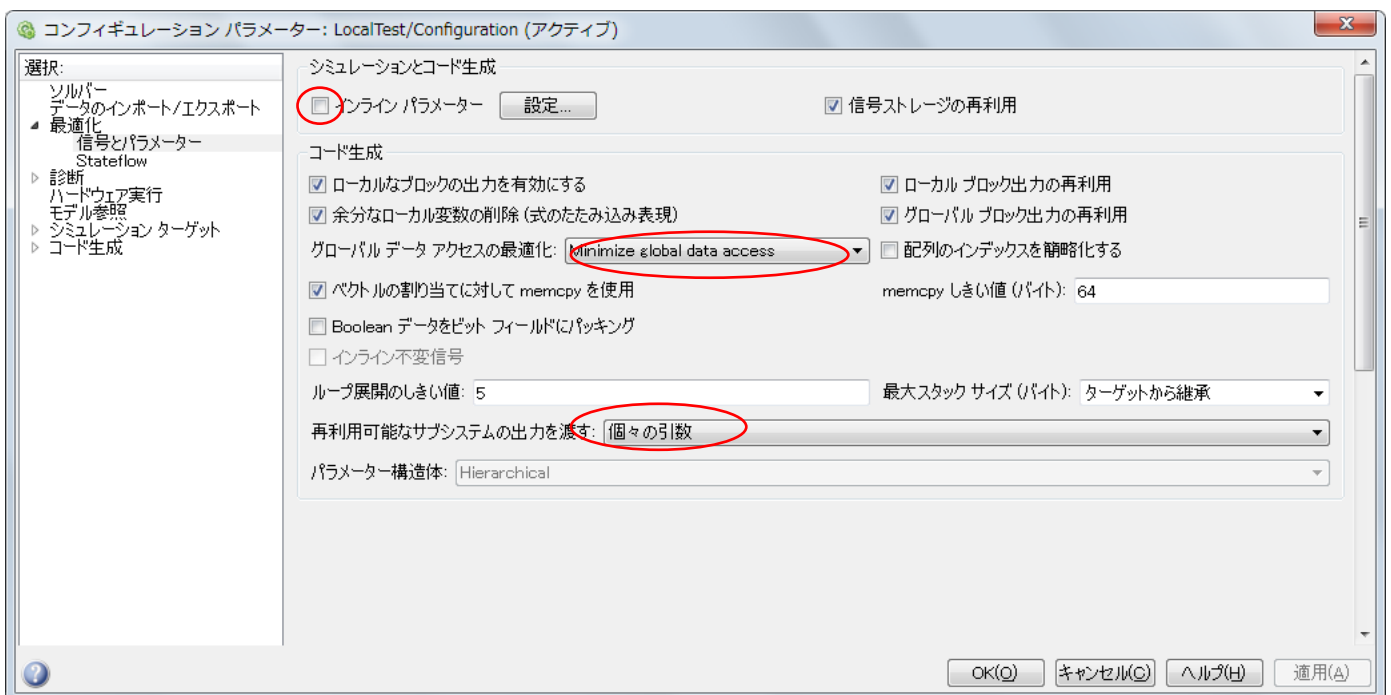 コンフィギュレーション パラメーター: LocalTest/Configuration (アクティブ)
選択:
ソルバー
データのインポート/エクスポート
最適化
信号とパラメーター
Stateflow
診断
ハードウェア実行
モデル参照
シミュレーション ターゲット
コード生成
シミュレーションとコード生成
インライン パラメーター 設定... 信号ストレージの再利用
コード生成
ローカルなブロックの出力を有効にする ローカル ブロック出力の再利用
余分なローカル変数の削除 (式のたたみ込み表現) グローバル ブロック出力の再利用
グローバル データ アクセスの最適化: Minimize global data access 配列のインデックスを簡略化する
ベクトルの割り当てに対して memcpy を使用 memcpy しきい値 (バイト): 64
Boolean データをビット フィールドにパッキング
インライン不変信号
ループ展開のしきい値: 5 最大スタック サイズ (バイト): ターゲットから継承
再利用可能なサブシステムの出力を渡す: 個々の引数
パラメーター構造体: Hierarchical
OK(O) キャンセル(C) ヘルプ(H) 適用(A)